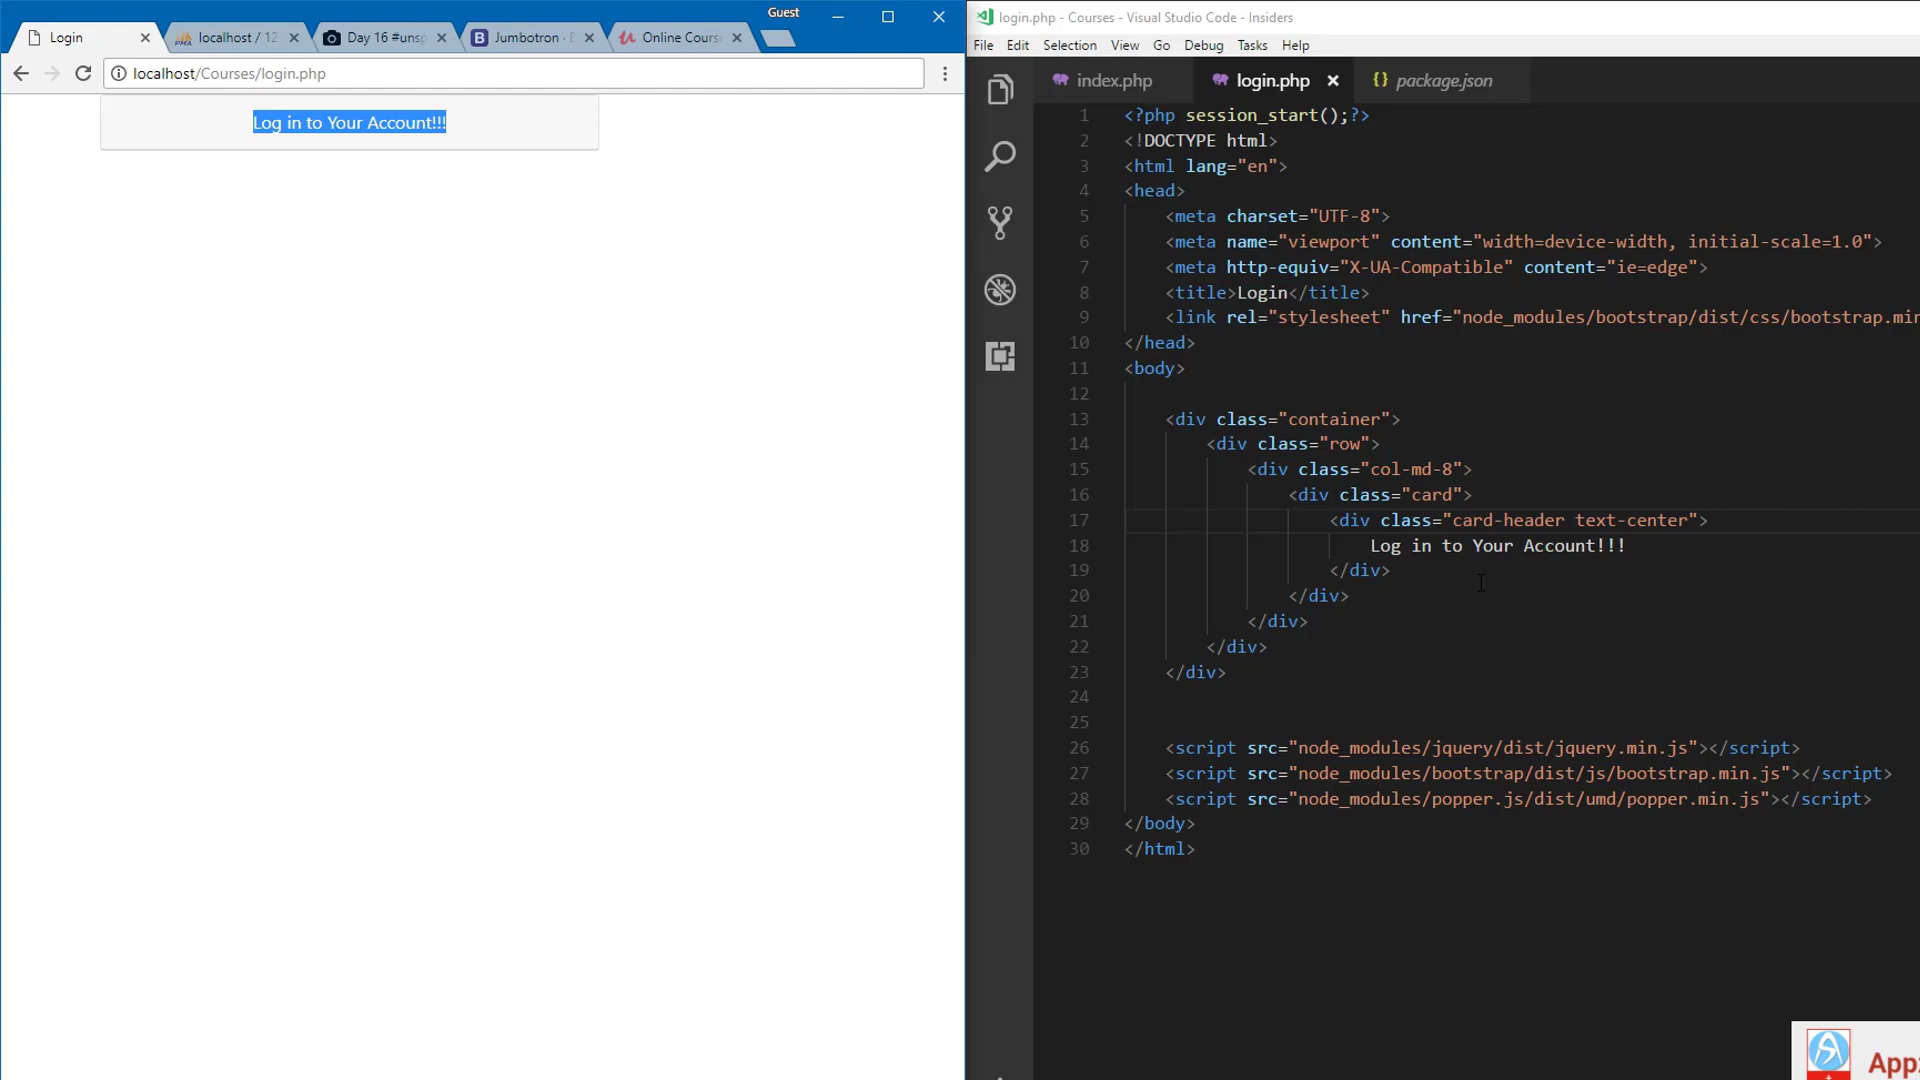 Guest
Login
localhost / 12
Day 16 #unsp
Jumbotron ·
Online Cours
localhost/Courses/login.php
Log in to Your Account!!!
login.php - Courses - Visual Studio Code - Insiders
File Edit Selection View Go Debug Tasks Help
index.php login.php package.json
1 <?php session_start();?>
2 <!DOCTYPE html>
3 <html lang="en">
4 <head>
5 <meta charset="UTF-8">
6 <meta name="viewport" content="width=device-width, initial-scale=1.0">
7 <meta http-equiv="X-UA-Compatible" content="ie=edge">
8 <title>Login</title>
9 <link rel="stylesheet" href="node_modules/bootstrap/dist/css/bootstrap.min
10 </head>
11 <body>
12
13 <div class="container">
14 <div class="row">
15 <div class="col-md-8">
16 <div class="card">
17 <div class="card-header text-center">
18 Log in to Your Account!!!
19 </div>
20 </div>
21 </div>
22 </div>
23 </div>
24
25
26 <script src="node_modules/jquery/dist/jquery.min.js"></script>
27 <script src="node_modules/bootstrap/dist/js/bootstrap.min.js"></script>
28 <script src="node_modules/popper.js/dist/umd/popper.min.js"></script>
29 </body>
30 </html>
App